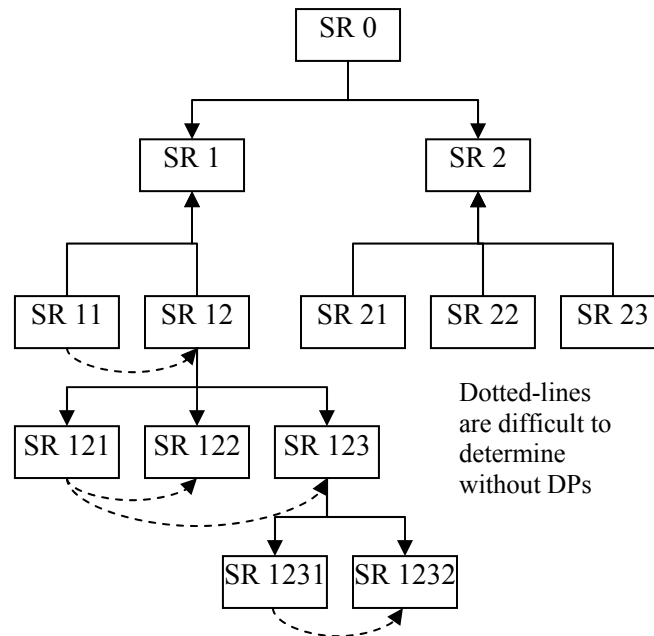 SR 0
SR 1
SR 2
SR 11
SR 12
SR 21
SR 22
SR 23
Dotted-lines
are difficult to
determine
without DPs
SR 121
SR 122
SR 123
SR 1231
SR 1232